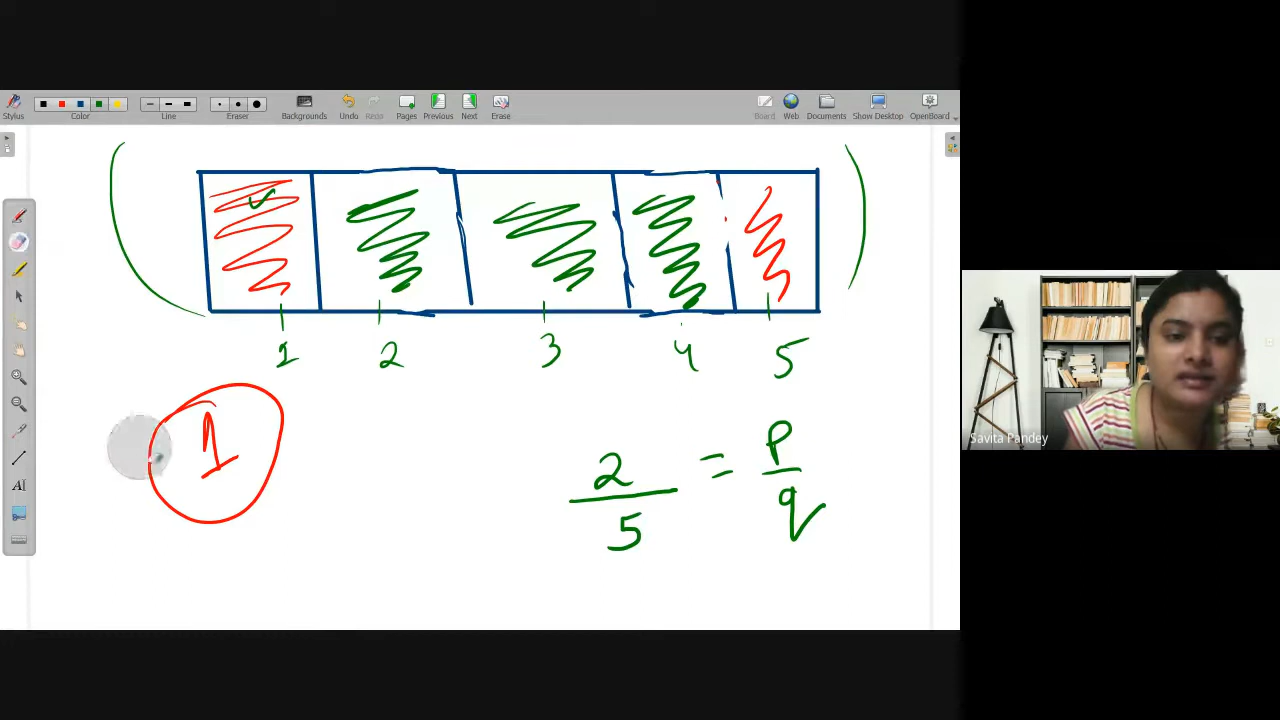 Stylus Color Line Eraser Backgrounds Undo Redo Pages Previous Next Erase Board Web Documents Show Desktop OpenBoard
1 2 3 4 5
1
2/5 = p/q
Savita Pandey